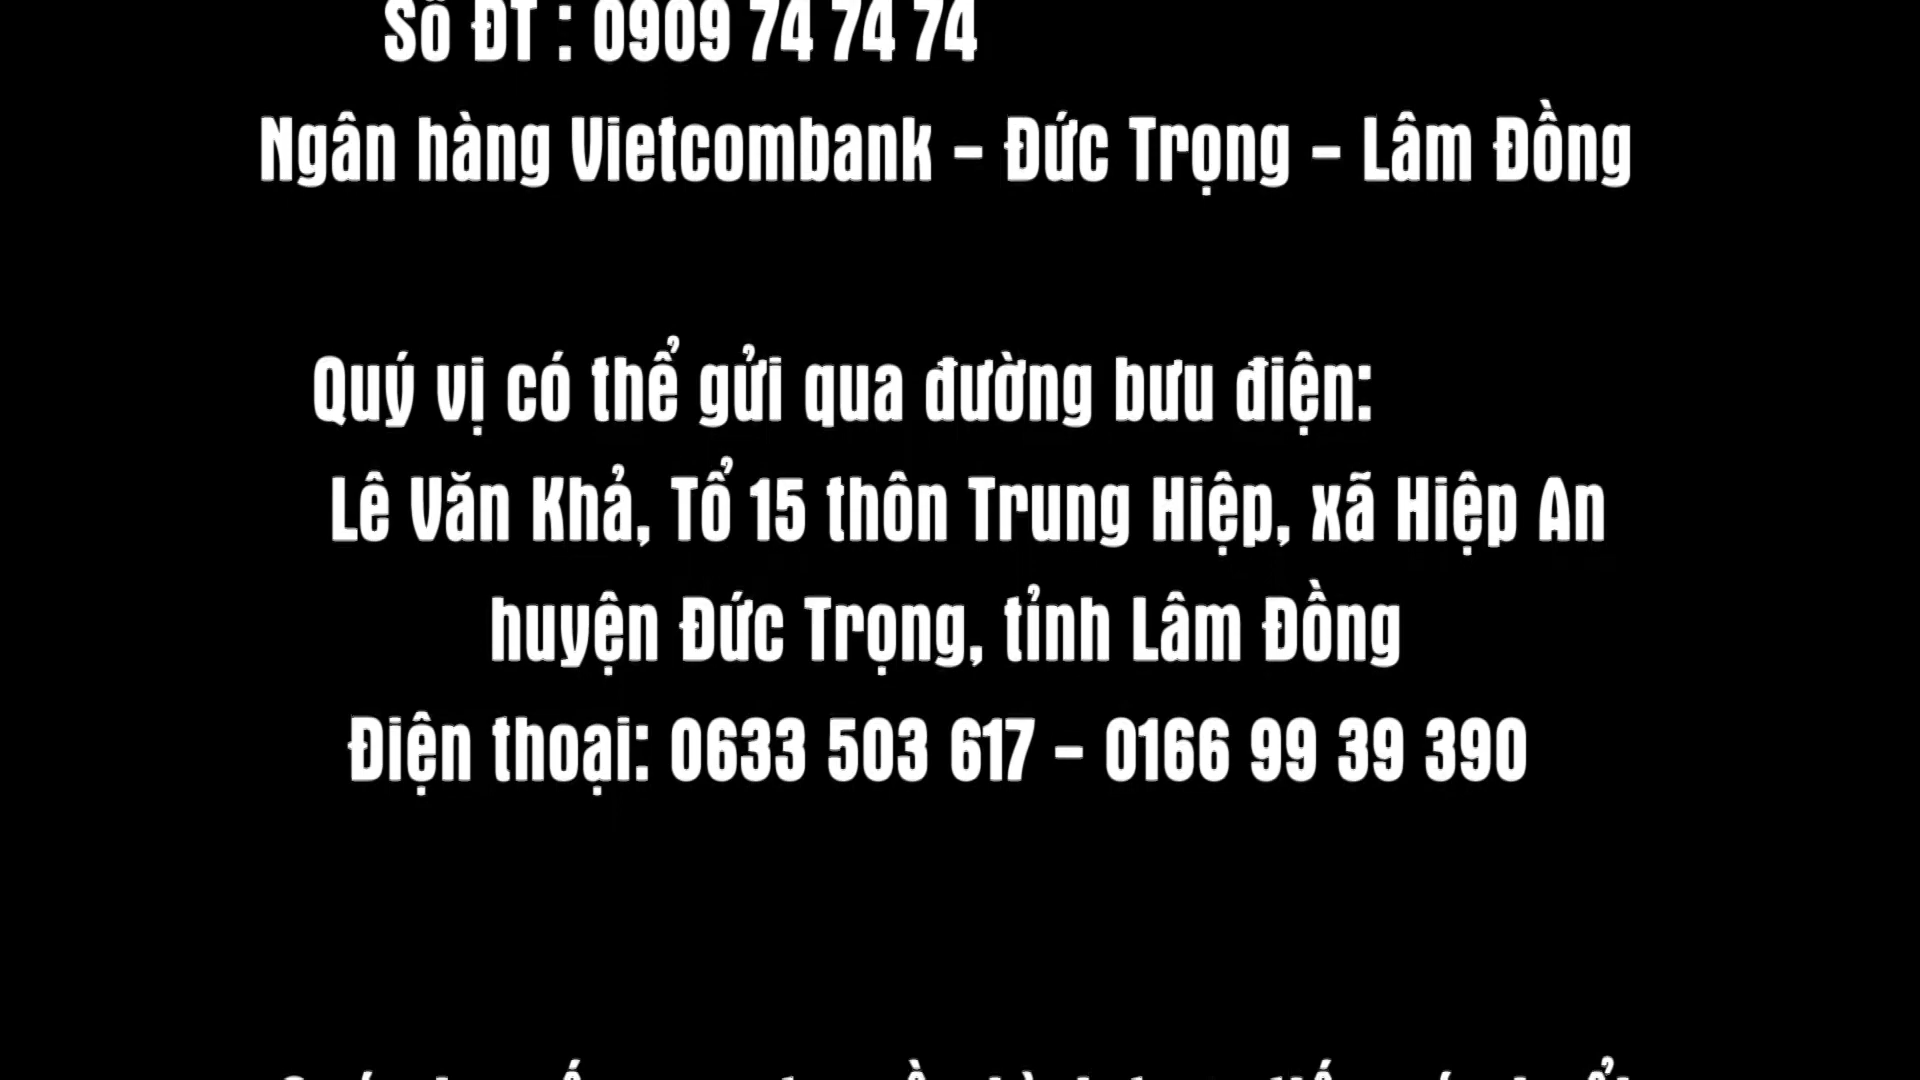 Số ĐT : 0909 74 74 74
Ngân hàng Vietcombank - Đức Trọng - Lâm Đồng
Quý vị có thể gửi qua đường bưu điện:
Lê Văn Khả, Tổ 15 thôn Trung Hiệp, xã Hiệp An
huyện Đức Trọng, tỉnh Lâm Đồng
Điện thoại: 0633 503 617 - 0166 99 39 390